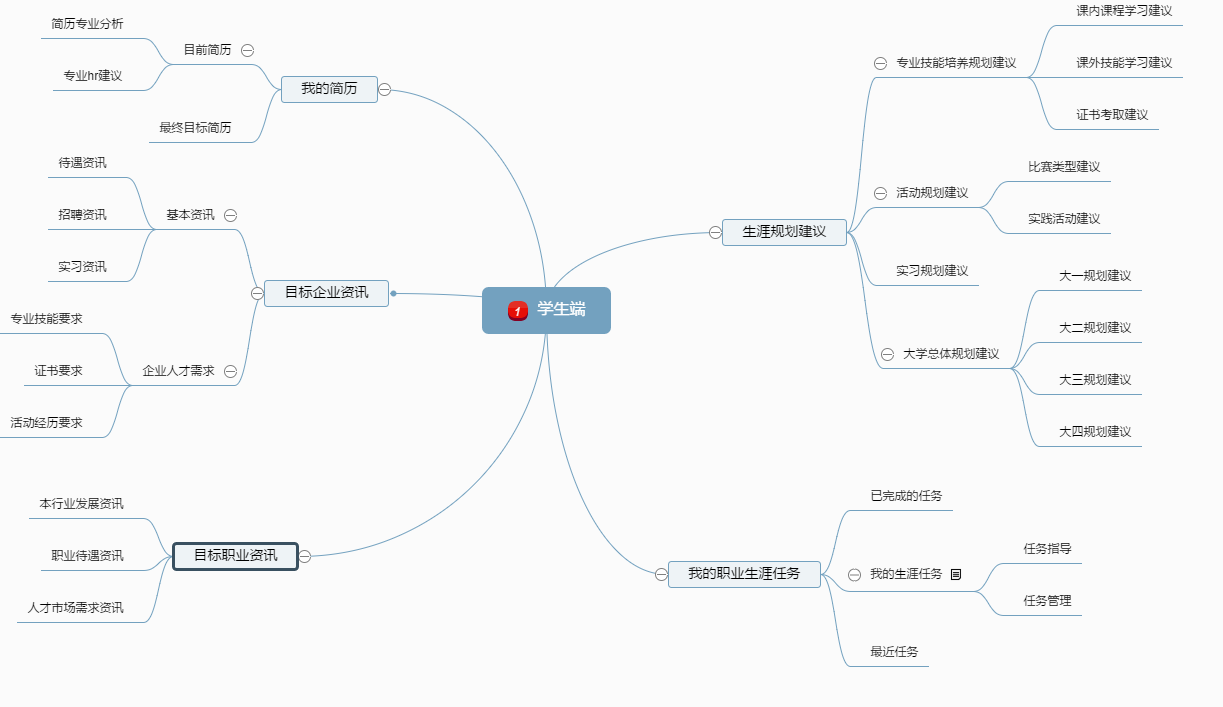 学生端
1
我的简历
目前简历
简历专业分析
专业hr建议
最终目标简历
目标企业资讯
基本资讯
待遇资讯
招聘资讯
实习资讯
企业人才需求
专业技能要求
证书要求
活动经历要求
目标职业资讯
本行业发展资讯
职业待遇资讯
人才市场需求资讯
生涯规划建议
专业技能培养规划建议
课内课程学习建议
课外技能学习建议
证书考取建议
活动规划建议
比赛类型建议
实践活动建议
实习规划建议
大学总体规划建议
大一规划建议
大二规划建议
大三规划建议
大四规划建议
我的职业生涯任务
已完成的任务
我的生涯任务
任务指导
任务管理
最近任务